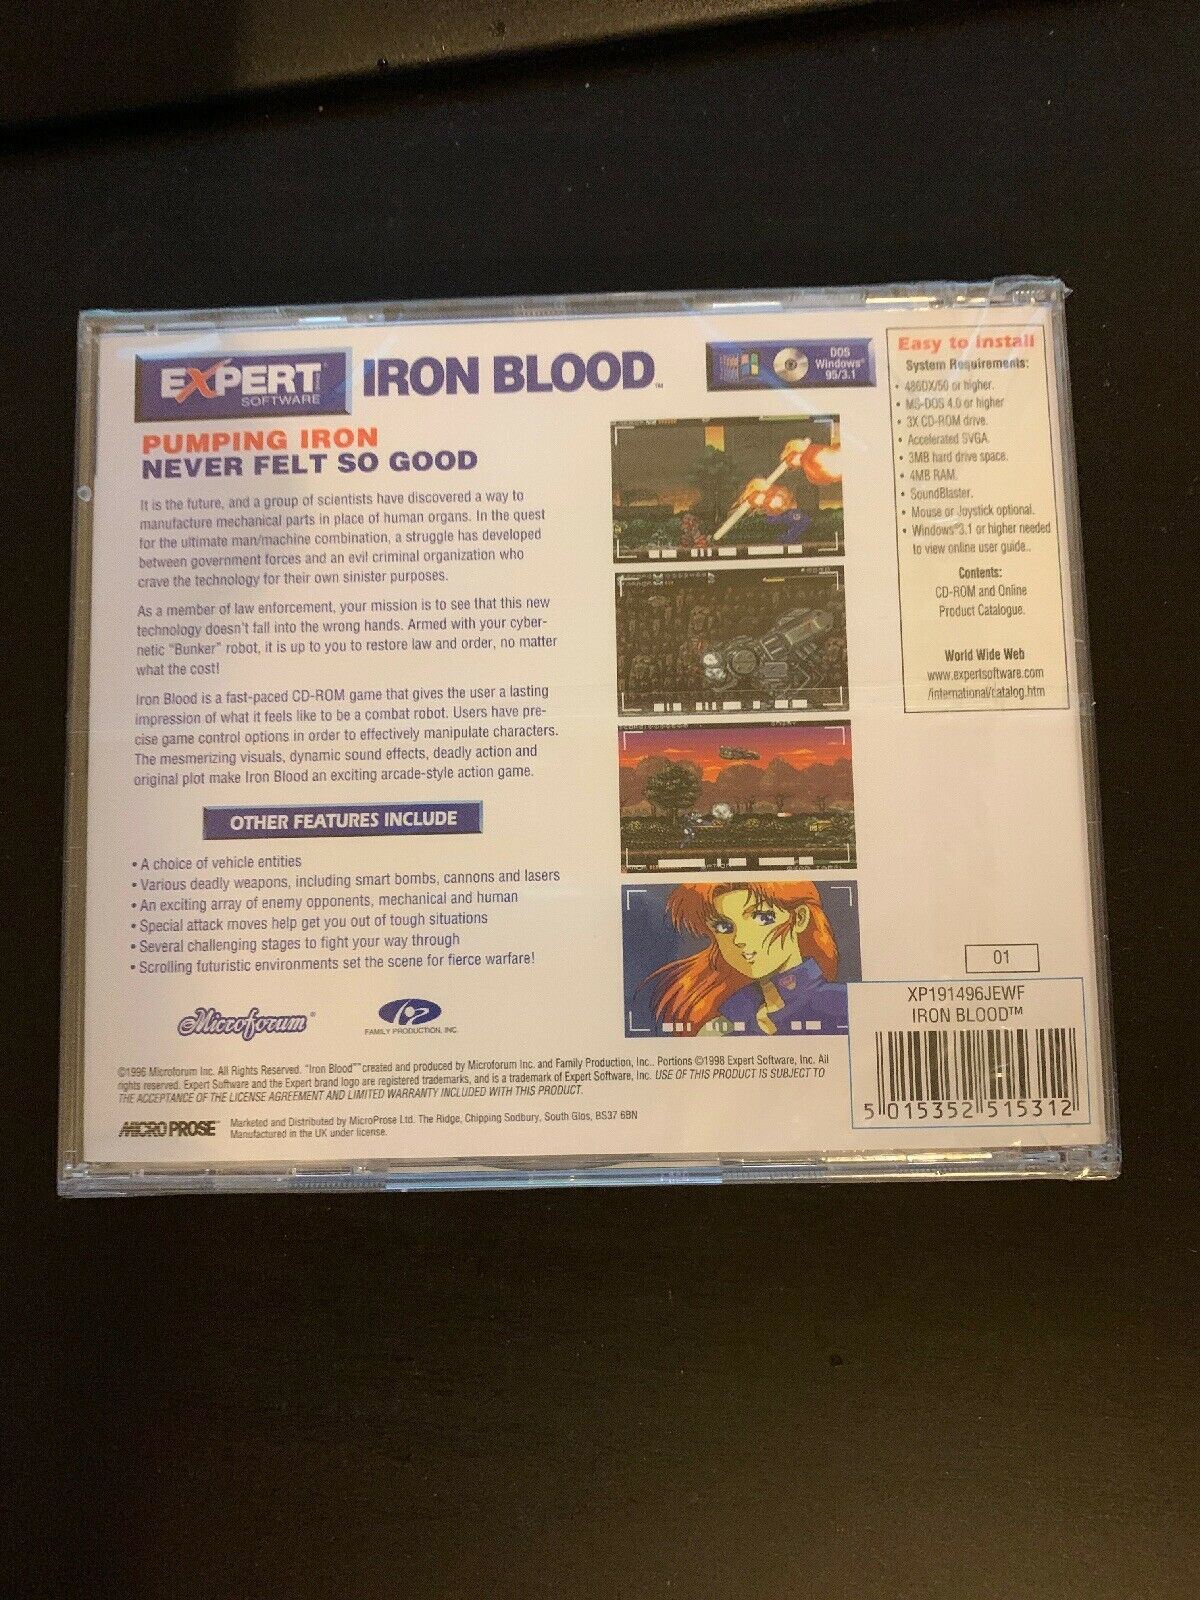 EXPERT
SOFTWARE
IRON BLOOD™
DOS
Windows®
95/3.1
PUMPING IRON
NEVER FELT SO GOOD
It is the future, and a group of scientists have discovered a way to
manufacture mechanical parts in place of human organs. In the quest
for the ultimate man/machine combination, a struggle has developed
between government forces and an evil criminal organization who
crave the technology for their own sinister purposes.
As a member of law enforcement, your mission is to see that this new
technology doesn't fall into the wrong hands. Armed with your cyber-
netic "Bunker" robot, it is up to you to restore law and order, no matter
what the cost!
Iron Blood is a fast-paced CD-ROM game that gives the user a lasting
impression of what it feels like to be a combat robot. Users have pre-
cise game control options in order to effectively manipulate characters.
The mesmerizing visuals, dynamic sound effects, deadly action and
original plot make Iron Blood an exciting arcade-style action game.
OTHER FEATURES INCLUDE
• A choice of vehicle entities
• Various deadly weapons, including smart bombs, cannons and lasers
• An exciting array of enemy opponents, mechanical and human
• Special attack moves help get you out of tough situations
• Several challenging stages to fight your way through
• Scrolling futuristic environments set the scene for fierce warfare!
Microforum®
FAMILY PRODUCTION, INC.
©1996 Microforum Inc. All Rights Reserved. "Iron Blood™" created and produced by Microforum Inc. and Family Production, Inc.. Portions ©1998 Expert Software, Inc. All
rights reserved. Expert Software and the Expert brand logo are registered trademarks, and is a trademark of Expert Software, Inc. USE OF THIS PRODUCT IS SUBJECT TO
THE ACCEPTANCE OF THE LICENSE AGREEMENT AND LIMITED WARRANTY INCLUDED WITH THIS PRODUCT.
MICRO PROSE™
Marketed and Distributed by MicroProse Ltd. The Ridge, Chipping Sodbury, South Glos, BS37 6BN
Manufactured in the UK under license.
Easy to Install
System Requirements:
• 486DX/50 or higher.
• MS-DOS 4.0 or higher
• 3X CD-ROM drive.
• Accelerated SVGA.
• 3MB hard drive space.
• 4MB RAM.
• SoundBlaster.
• Mouse or Joystick optional.
• Windows®3.1 or higher needed
to view online user guide..
Contents:
CD-ROM and Online
Product Catalogue.
World Wide Web
www.expertsoftware.com
/international/catalog.htm
01
XP191496JEWF
IRON BLOOD™
5 015352 515312